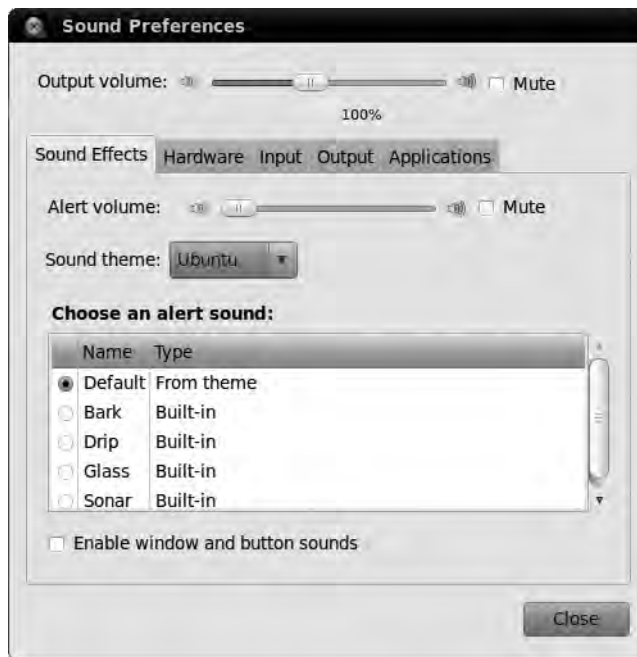 Sound Preferences
Output volume: Mute
100%
Sound Effects Hardware Input Output Applications
Alert volume: Mute
Sound theme: Ubuntu
Choose an alert sound:
Name Type
Default From theme
Bark Built-in
Drip Built-in
Glass Built-in
Sonar Built-in
Enable window and button sounds
Close